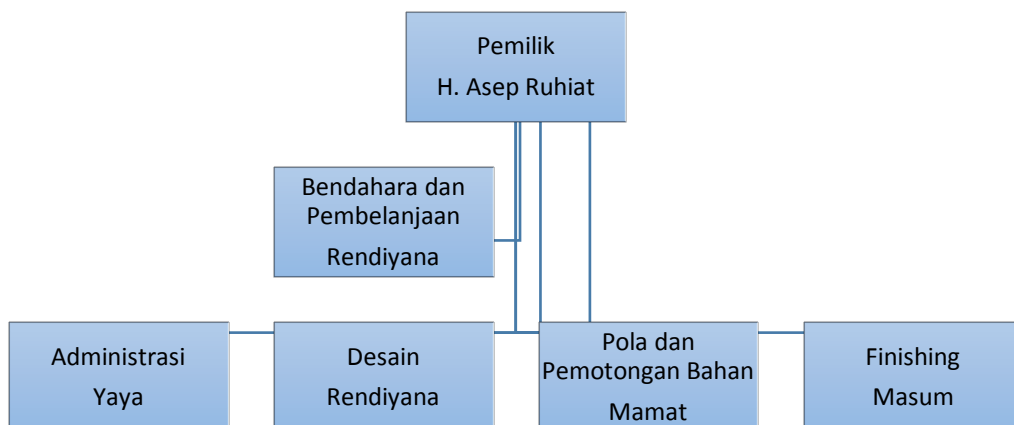 Pemilik
H. Asep Ruhiat
Bendahara dan
Pembelanjaan
Rendiyana
Administrasi
Yaya
Desain
Rendiyana
Pola dan
Pemotongan Bahan
Mamat
Finishing
Masum